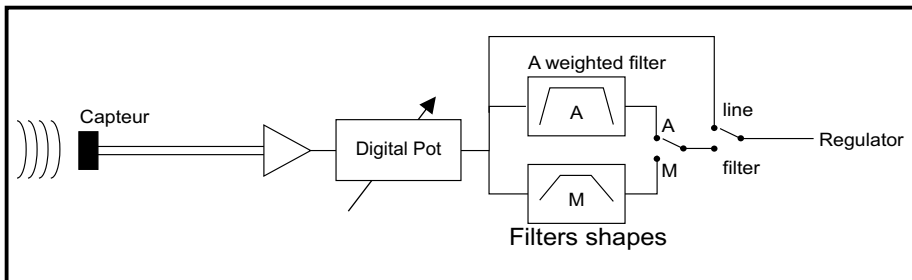 A weighted filter
Capteur
A
A
line
Digital Pot
Regulator
M
filter
M
Filters shapes